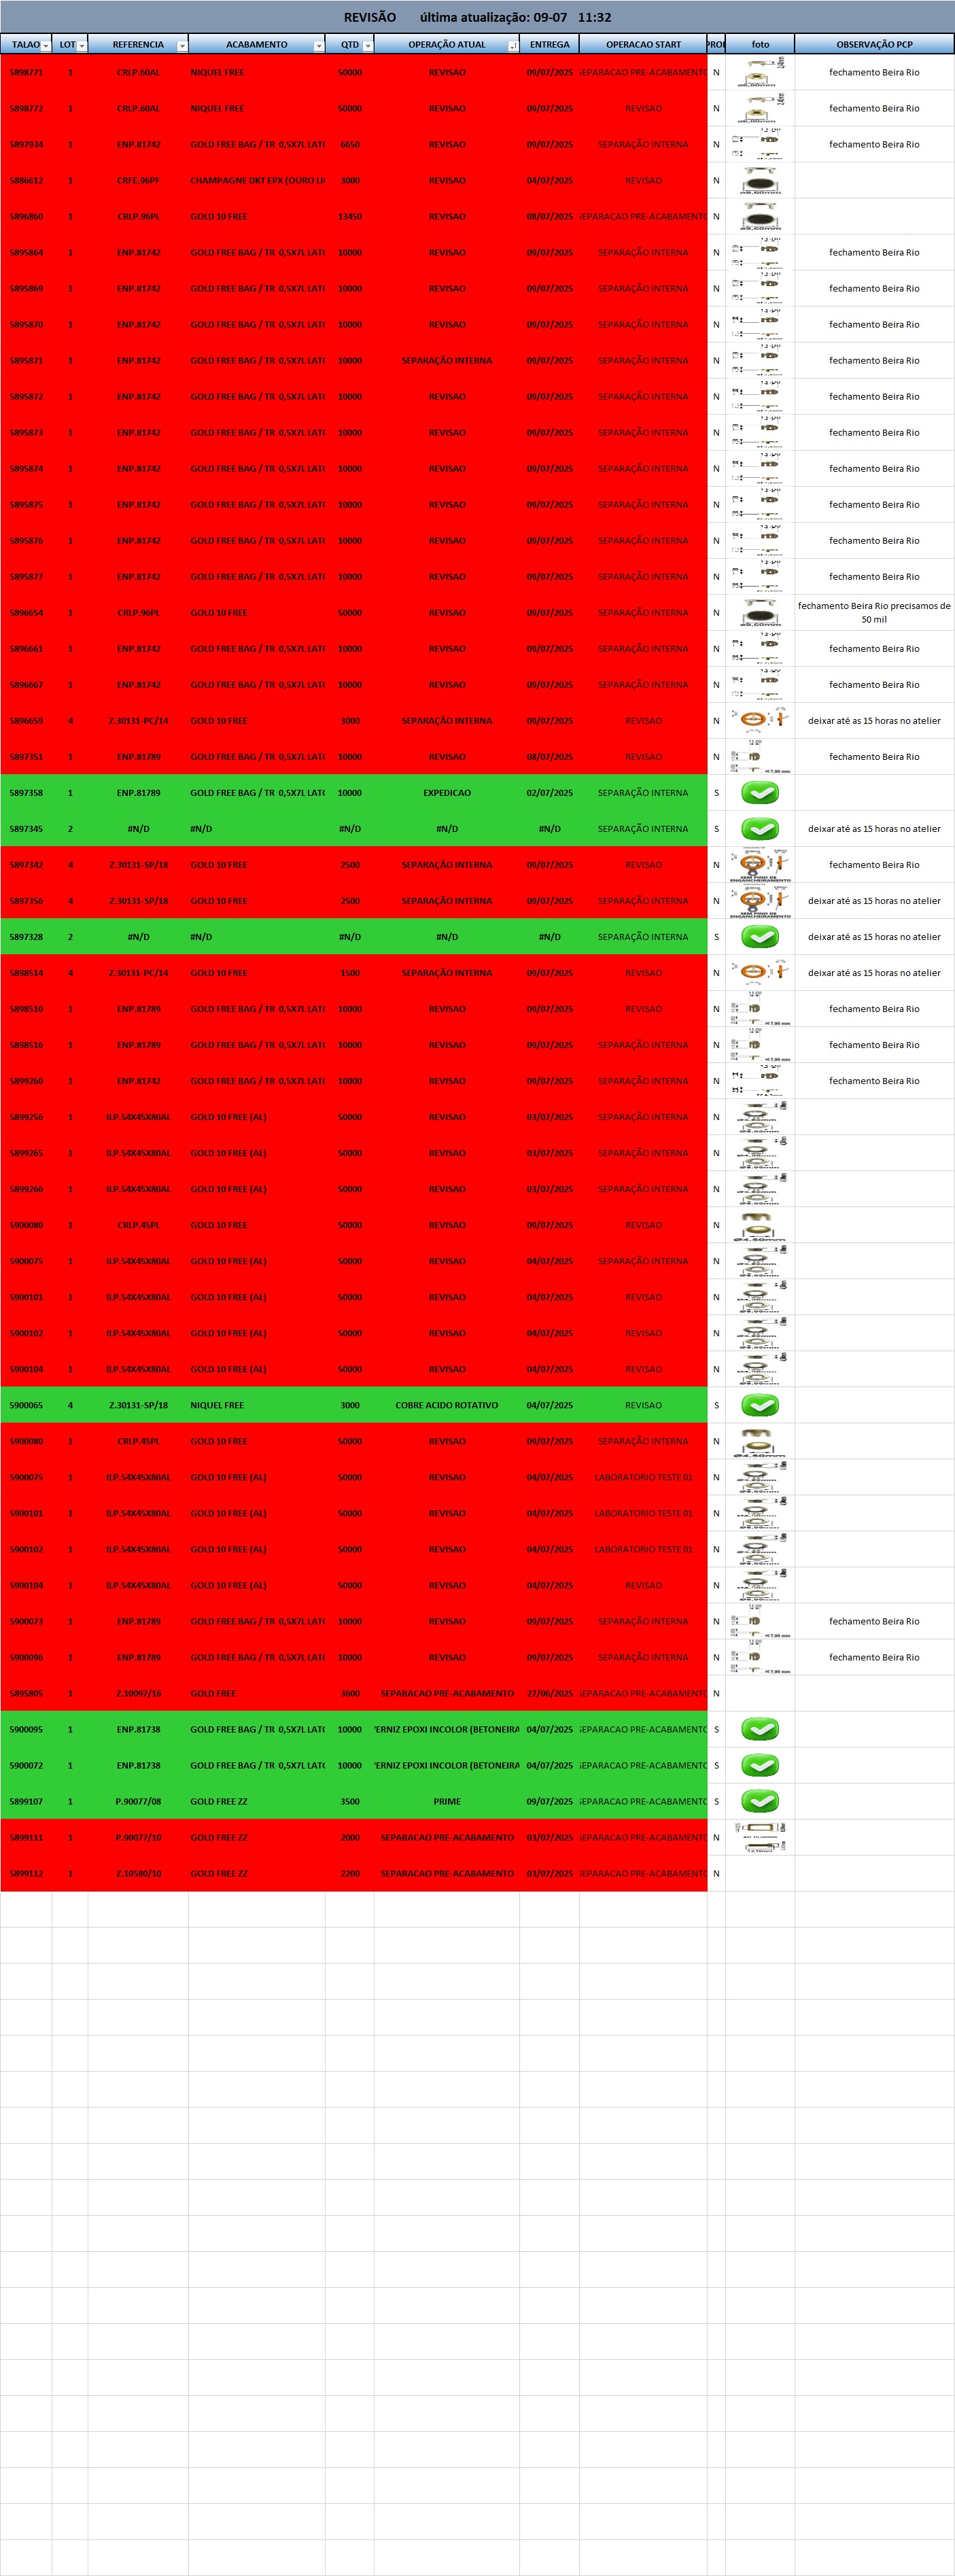 REVISÃO última atualização: 09-07 11:32
TALAO LOT REFERENCIA ACABAMENTO QTD OPERAÇÃO ATUAL ENTREGA OPERACAO START PROI foto OBSERVAÇÃO PCP
5898771 1 CRLP.60AL NIQUEL FREE 50000 REVISAO 09/07/2025 SEPARACAO PRE-ACABAMENTO N fechamento Beira Rio
5898772 1 CRLP.60AL NIQUEL FREE 50000 REVISAO 09/07/2025 REVISAO N fechamento Beira Rio
5897934 1 ENP.81742 GOLD FREE BAG / TR 0,5X7L LATO 6650 REVISAO 09/07/2025 SEPARAÇÃO INTERNA N fechamento Beira Rio
5886612 1 CRFE.96PF CHAMPAGNE DKT EPX (OURO LI 3000 REVISAO 04/07/2025 REVISAO N
5896860 1 CRLP.96PL GOLD 10 FREE 13450 REVISAO 08/07/2025 SEPARACAO PRE-ACABAMENTO N
5895864 1 ENP.81742 GOLD FREE BAG / TR 0,5X7L LATO 10000 REVISAO 09/07/2025 SEPARAÇÃO INTERNA N fechamento Beira Rio
5895869 1 ENP.81742 GOLD FREE BAG / TR 0,5X7L LATO 10000 REVISAO 09/07/2025 SEPARAÇÃO INTERNA N fechamento Beira Rio
5895870 1 ENP.81742 GOLD FREE BAG / TR 0,5X7L LATO 10000 REVISAO 09/07/2025 SEPARAÇÃO INTERNA N fechamento Beira Rio
5895871 1 ENP.81742 GOLD FREE BAG / TR 0,5X7L LATO 10000 SEPARAÇÃO INTERNA 09/07/2025 SEPARAÇÃO INTERNA N fechamento Beira Rio
5895872 1 ENP.81742 GOLD FREE BAG / TR 0,5X7L LATO 10000 REVISAO 09/07/2025 SEPARAÇÃO INTERNA N fechamento Beira Rio
5895873 1 ENP.81742 GOLD FREE BAG / TR 0,5X7L LATO 10000 REVISAO 09/07/2025 SEPARAÇÃO INTERNA N fechamento Beira Rio
5895874 1 ENP.81742 GOLD FREE BAG / TR 0,5X7L LATO 10000 REVISAO 09/07/2025 SEPARAÇÃO INTERNA N fechamento Beira Rio
5895875 1 ENP.81742 GOLD FREE BAG / TR 0,5X7L LATO 10000 REVISAO 09/07/2025 SEPARAÇÃO INTERNA N fechamento Beira Rio
5895876 1 ENP.81742 GOLD FREE BAG / TR 0,5X7L LATO 10000 REVISAO 09/07/2025 SEPARAÇÃO INTERNA N fechamento Beira Rio
5895877 1 ENP.81742 GOLD FREE BAG / TR 0,5X7L LATO 10000 REVISAO 09/07/2025 SEPARAÇÃO INTERNA N fechamento Beira Rio
5896654 1 CRLP.96PL GOLD 10 FREE 50000 REVISAO 09/07/2025 SEPARAÇÃO INTERNA N fechamento Beira Rio precisamos de
50 mil
5896661 1 ENP.81742 GOLD FREE BAG / TR 0,5X7L LATO 10000 REVISAO 09/07/2025 SEPARAÇÃO INTERNA N fechamento Beira Rio
5896667 1 ENP.81742 GOLD FREE BAG / TR 0,5X7L LATO 10000 REVISAO 09/07/2025 SEPARAÇÃO INTERNA N fechamento Beira Rio
5896659 4 Z.30131-PC/14 GOLD 10 FREE 3000 SEPARAÇÃO INTERNA 09/07/2025 REVISAO N deixar até as 15 horas no atelier
5897351 1 ENP.81789 GOLD FREE BAG / TR 0,5X7L LATO 10000 REVISAO 08/07/2025 REVISAO N fechamento Beira Rio
5897358 1 ENP.81789 GOLD FREE BAG / TR 0,5X7L LATO 10000 EXPEDICAO 02/07/2025 SEPARAÇÃO INTERNA S
5897345 2 #N/D #N/D #N/D #N/D #N/D SEPARAÇÃO INTERNA S deixar até as 15 horas no atelier
5897342 4 Z.30131-SP/18 GOLD 10 FREE 2500 SEPARAÇÃO INTERNA 09/07/2025 REVISAO N SEM PINO DE ENGANCHEIRAMENTO fechamento Beira Rio
5897356 4 Z.30131-SP/18 GOLD 10 FREE 2500 SEPARAÇÃO INTERNA 09/07/2025 REVISAO N SEM PINO DE ENGANCHEIRAMENTO deixar até as 15 horas no atelier
5897328 2 #N/D #N/D #N/D #N/D #N/D SEPARAÇÃO INTERNA S deixar até as 15 horas no atelier
5898514 4 Z.30131-PC/14 GOLD 10 FREE 1500 SEPARAÇÃO INTERNA 09/07/2025 REVISAO N deixar até as 15 horas no atelier
5898510 1 ENP.81789 GOLD FREE BAG / TR 0,5X7L LATO 10000 REVISAO 09/07/2025 REVISAO N fechamento Beira Rio
5898516 1 ENP.81789 GOLD FREE BAG / TR 0,5X7L LATO 10000 REVISAO 09/07/2025 REVISAO N fechamento Beira Rio
5899260 1 ENP.81742 GOLD FREE BAG / TR 0,5X7L LATO 10000 REVISAO 09/07/2025 SEPARAÇÃO INTERNA N fechamento Beira Rio
5899256 1 ILP.54X45X80AL GOLD 10 FREE (AL) 50000 REVISAO 03/07/2025 SEPARAÇÃO INTERNA N
5899265 1 ILP.54X45X80AL GOLD 10 FREE (AL) 50000 REVISAO 03/07/2025 SEPARAÇÃO INTERNA N
5899266 1 ILP.54X45X80AL GOLD 10 FREE (AL) 50000 REVISAO 03/07/2025 SEPARAÇÃO INTERNA N
5900080 1 CRLP.45PL GOLD 10 FREE 50000 REVISAO 09/07/2025 REVISAO N
5900075 1 ILP.54X45X80AL GOLD 10 FREE (AL) 50000 REVISAO 04/07/2025 SEPARAÇÃO INTERNA N
5900101 1 ILP.54X45X80AL GOLD 10 FREE (AL) 50000 REVISAO 04/07/2025 REVISAO N
5900102 1 ILP.54X45X80AL GOLD 10 FREE (AL) 50000 REVISAO 04/07/2025 REVISAO N
5900104 1 ILP.54X45X80AL GOLD 10 FREE (AL) 50000 REVISAO 04/07/2025 REVISAO N
5900065 4 Z.30131-SP/18 NIQUEL FREE 3000 COBRE ACIDO ROTATIVO 04/07/2025 REVISAO S
5900080 1 CRLP.45PL GOLD 10 FREE 50000 REVISAO 09/07/2025 SEPARAÇÃO INTERNA N
5900075 1 ILP.54X45X80AL GOLD 10 FREE (AL) 50000 REVISAO 04/07/2025 LABORATORIO TESTE 01 N
5900101 1 ILP.54X45X80AL GOLD 10 FREE (AL) 50000 REVISAO 04/07/2025 LABORATORIO TESTE 01 N
5900102 1 ILP.54X45X80AL GOLD 10 FREE (AL) 50000 REVISAO 04/07/2025 LABORATORIO TESTE 01 N
5900104 1 ILP.54X45X80AL GOLD 10 FREE (AL) 50000 REVISAO 04/07/2025 REVISAO N
5900073 1 ENP.81789 GOLD FREE BAG / TR 0,5X7L LATO 10000 REVISAO 09/07/2025 SEPARAÇÃO INTERNA N fechamento Beira Rio
5900096 1 ENP.81789 GOLD FREE BAG / TR 0,5X7L LATO 10000 REVISAO 09/07/2025 SEPARAÇÃO INTERNA N fechamento Beira Rio
5895805 1 Z.10097/16 GOLD FREE 3600 SEPARACAO PRE-ACABAMENTO 27/06/2025 SEPARACAO PRE-ACABAMENTO N
5900095 1 ENP.81738 GOLD FREE BAG / TR 0,5X7L LATO 10000 VERNIZ EPOXI INCOLOR (BETONEIRA 04/07/2025 SEPARACAO PRE-ACABAMENTO S
5900072 1 ENP.81738 GOLD FREE BAG / TR 0,5X7L LATO 10000 VERNIZ EPOXI INCOLOR (BETONEIRA 04/07/2025 SEPARACAO PRE-ACABAMENTO S
5899107 1 P.90077/08 GOLD FREE ZZ 3500 PRIME 09/07/2025 SEPARACAO PRE-ACABAMENTO S
5899111 1 P.90077/10 GOLD FREE ZZ 2000 SEPARACAO PRE-ACABAMENTO 03/07/2025 SEPARACAO PRE-ACABAMENTO N
5899112 1 Z.10580/10 GOLD FREE ZZ 2200 SEPARACAO PRE-ACABAMENTO 03/07/2025 SEPARACAO PRE-ACABAMENTO N